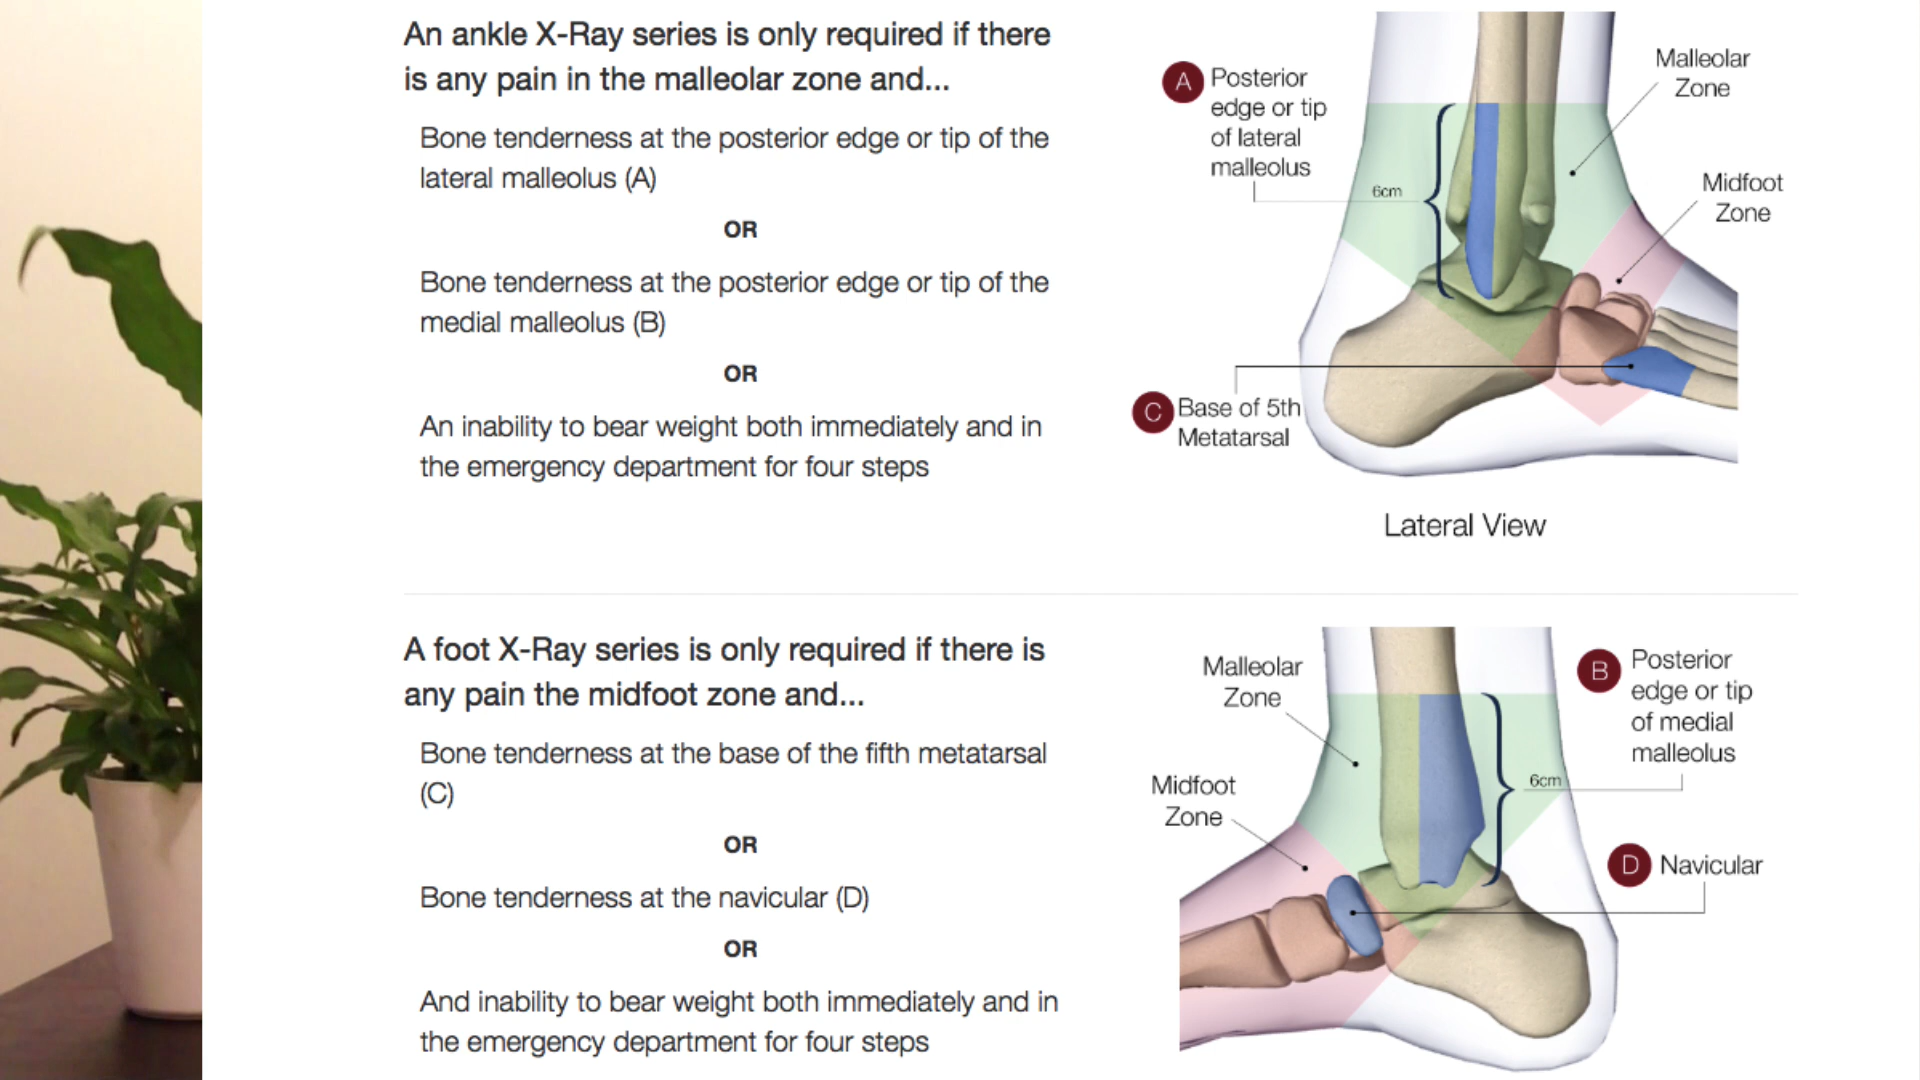 An ankle X-Ray series is only required if there
is any pain in the malleolar zone and...
Bone tenderness at the posterior edge or tip of the
lateral malleolus (A)
OR
Bone tenderness at the posterior edge or tip of the
medial malleolus (B)
OR
An inability to bear weight both immediately and in
the emergency department for four steps
A
Posterior
edge or tip
of lateral
malleolus
6cm
Malleolar
Zone
Midfoot
Zone
C
Base of 5th
Metatarsal
Lateral View
A foot X-Ray series is only required if there is
any pain the midfoot zone and...
Bone tenderness at the base of the fifth metatarsal
(C)
OR
Bone tenderness at the navicular (D)
OR
And inability to bear weight both immediately and in
the emergency department for four steps
Malleolar
Zone
Midfoot
Zone
B
Posterior
edge or tip
of medial
malleolus
6cm
D
Navicular